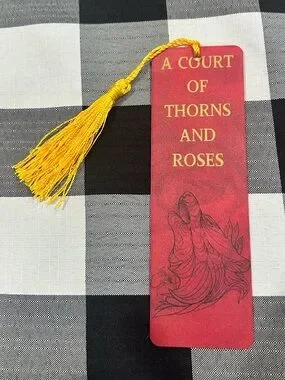 A COURT
OF
THORNS
AND
ROSES